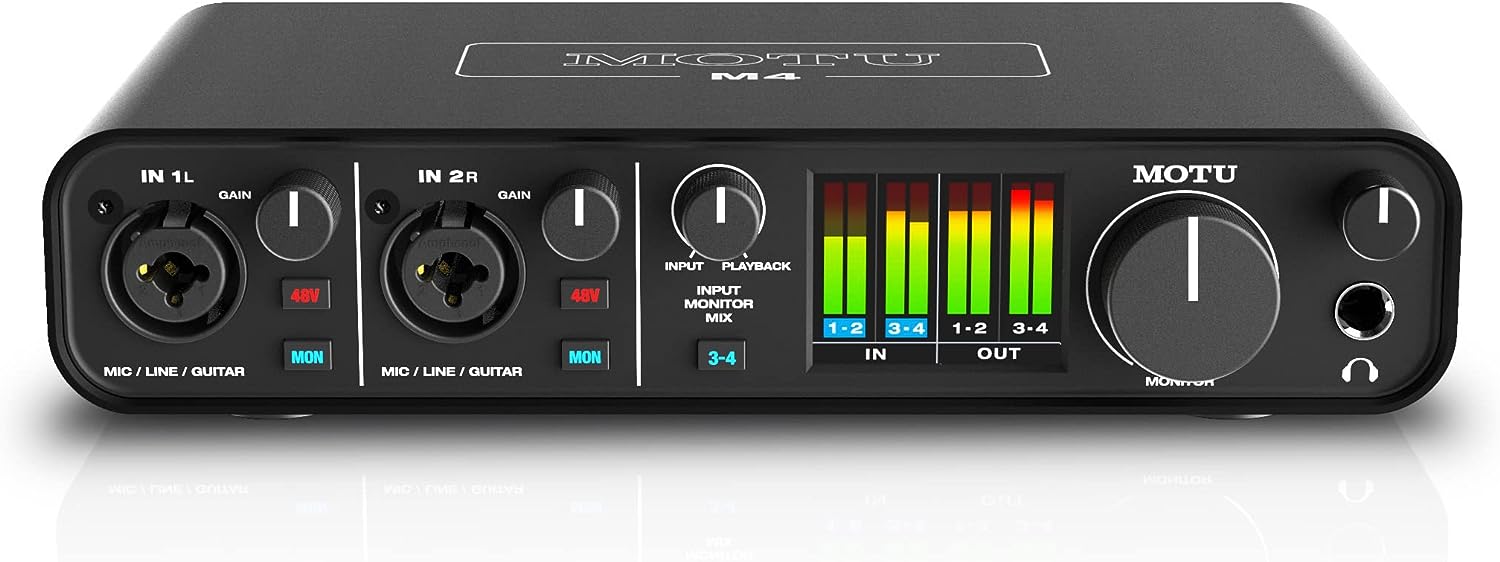 MOTU
M4
IN 1L
GAIN
48V
MON
MIC / LINE / GUITAR
IN 2R
GAIN
48V
MON
MIC / LINE / GUITAR
INPUT PLAYBACK
INPUT
MONITOR
MIX
3-4
1-2 3-4 1-2 3-4
IN OUT
MOTU
MONITOR